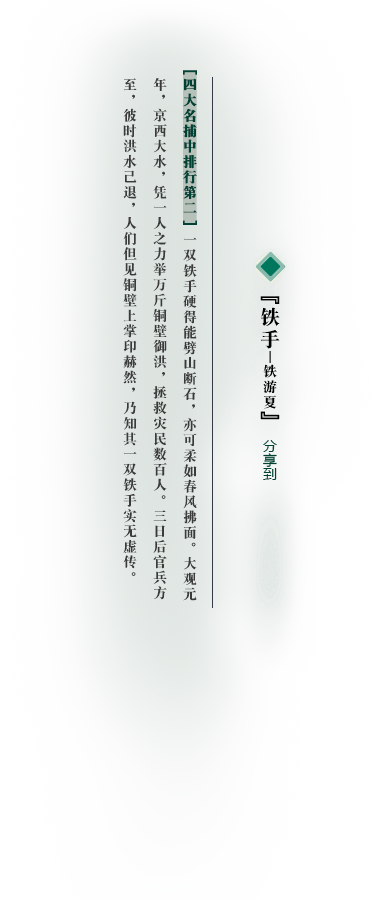 『铁手—铁游夏』
分享到
【四大名捕中排行第二】一双铁手硬得能劈山断石，亦可柔如春风拂面。大观元
年，京西大水，凭一人之力举万斤铜壁御洪，拯救灾民数百人。三日后官兵方
至，彼时洪水已退，人们但见铜壁上掌印赫然，乃知其一双铁手实无虚传。